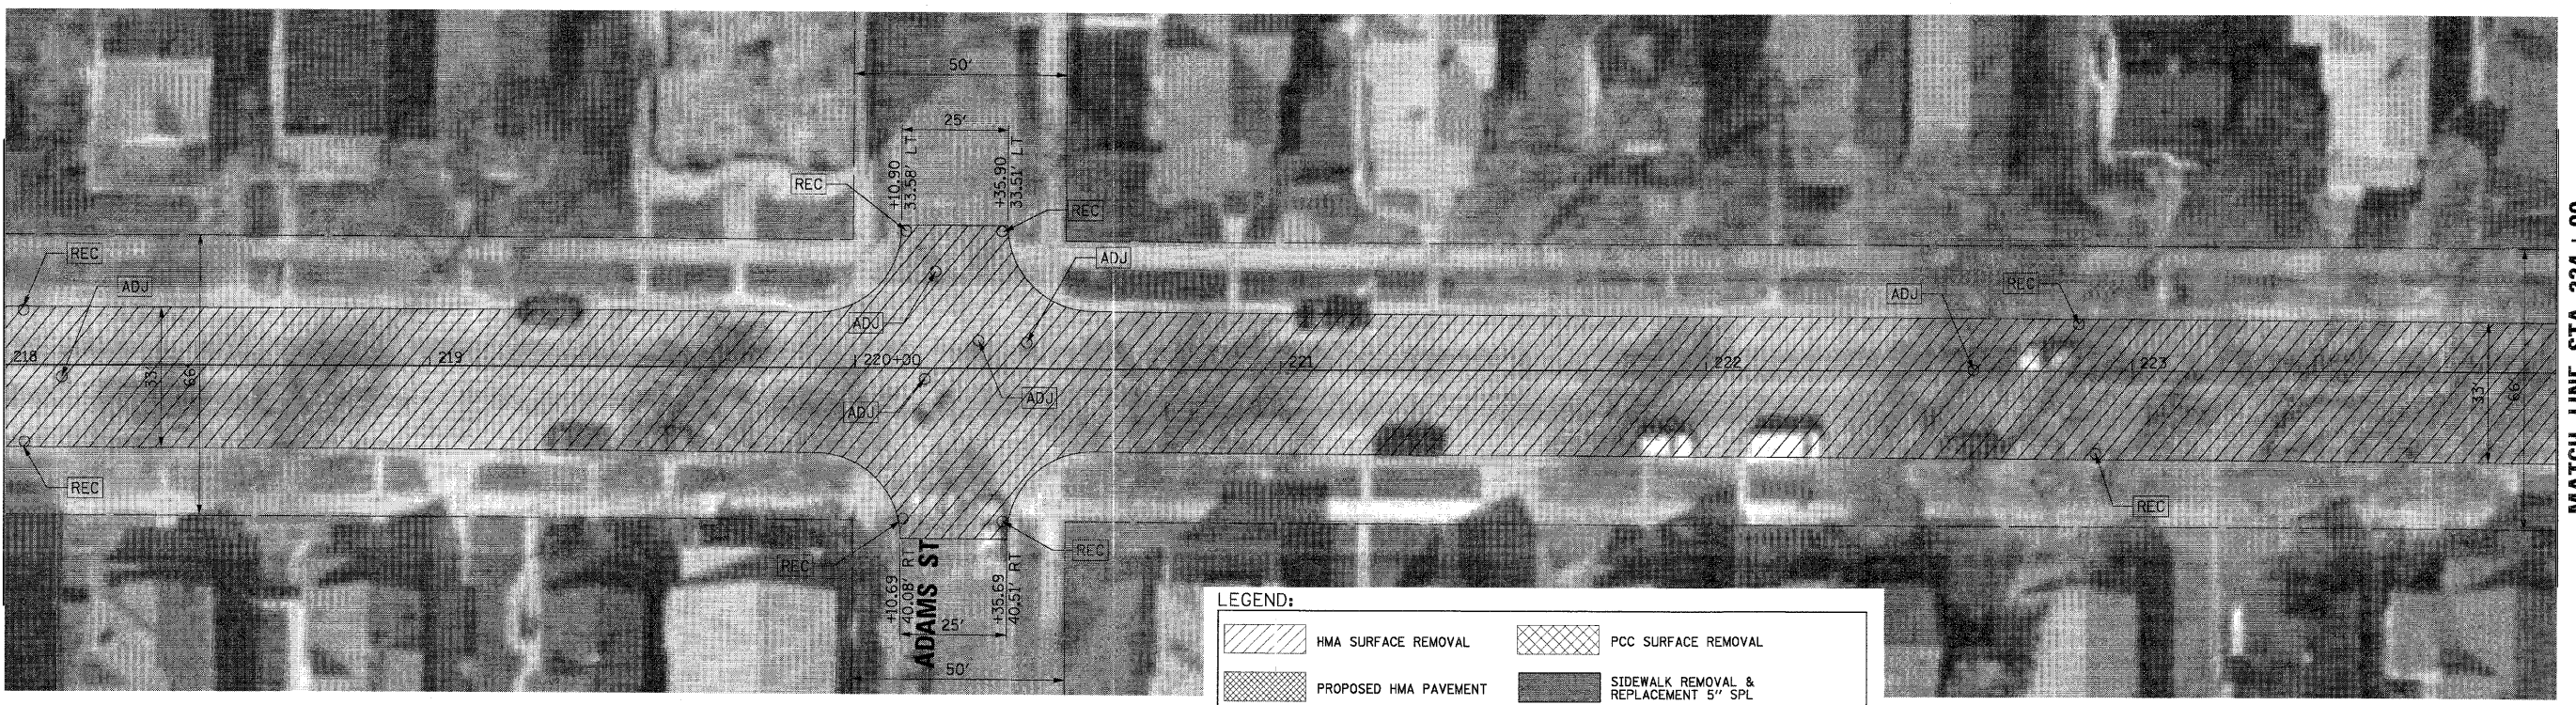 50'
25'
+10.90
33.58' LT
+35.90
33.51' LT
REC
REC
REC
ADJ
ADJ
ADJ
ADJ
REC
ADJ
218
219
220+00
221
222
223
33'
66'
33'
66'
ADJ
ADJ
REC
REC
REC
REC
+10.69
40.08' RT
ADAMS ST
+35.69
40.51' RT
25'
50'
LEGEND:
HMA SURFACE REMOVAL
PCC SURFACE REMOVAL
PROPOSED HMA PAVEMENT
SIDEWALK REMOVAL &
REPLACEMENT 5" SPL